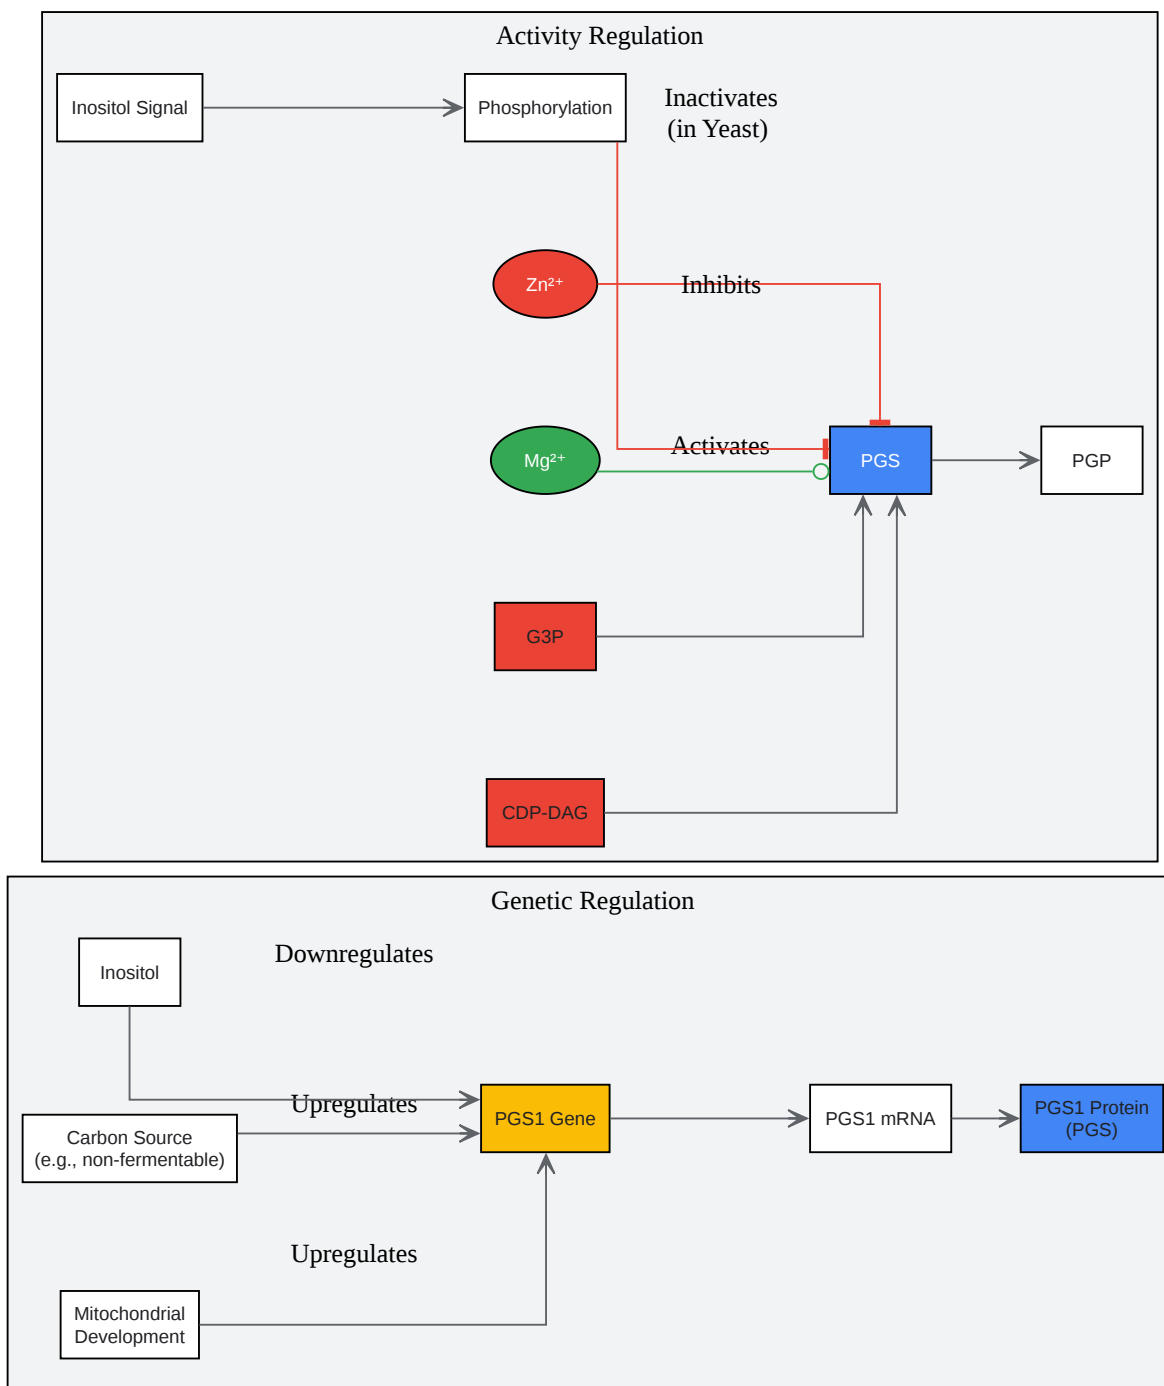 Activity Regulation
Inositol Signal
Phosphorylation
Inactivates
(in Yeast)
Zn²⁺
Inhibits
Mg²⁺
Activates
PGS
PGP
G3P
CDP-DAG
Genetic Regulation
Inositol
Downregulates
Upregulates
Carbon Source
(e.g., non-fermentable)
PGS1 Gene
PGS1 mRNA
PGS1 Protein
(PGS)
Upregulates
Mitochondrial
Development